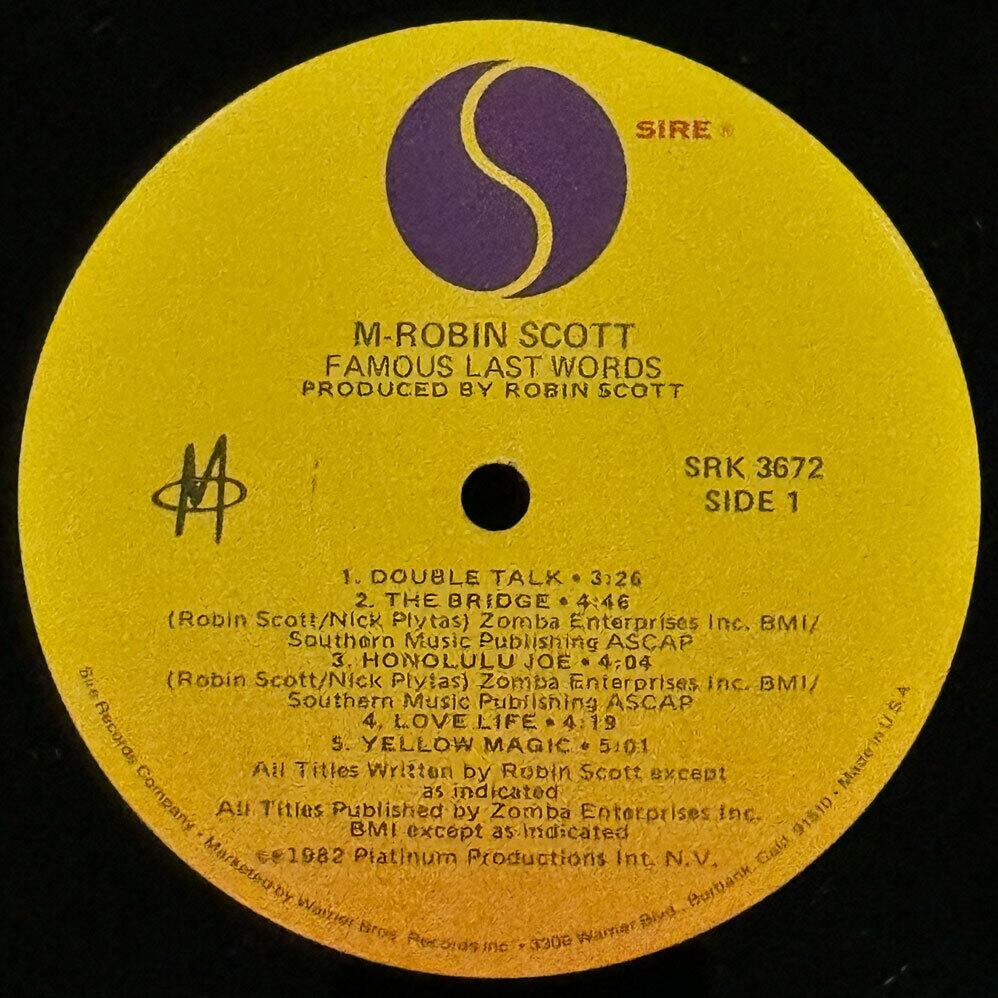 SIRE ®
M-ROBIN SCOTT
FAMOUS LAST WORDS
PRODUCED BY ROBIN SCOTT
M
SRK 3672
SIDE 1
1. DOUBLE TALK • 3:26
2. THE BRIDGE • 4:46
(Robin Scott/Nick Plytas) Zomba Enterprises Inc. BMI/
Southern Music Publishing ASCAP
3. HONOLULU JOE • 4:04
(Robin Scott/Nick Plytas) Zomba Enterprises Inc. BMI/
Southern Music Publishing ASCAP
4. LOVE LIFE • 4:19
5. YELLOW MAGIC • 5:01
All Titles Written by Robin Scott except
as indicated
All Titles Published by Zomba Enterprises Inc.
BMI except as indicated
1982 Platinum Productions Int. N.V.
Sire Records Company • Marketed by Warner Bros. Records Inc. • 3300 Warner Blvd., Burbank, Calif. 91510 • Made in U.S.A.